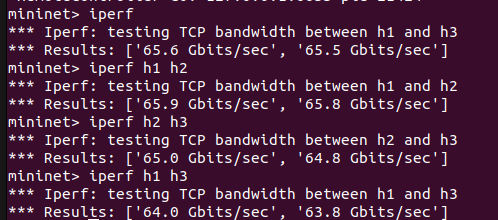 mininet> iperf
*** Iperf: testing TCP bandwidth between h1 and h3
*** Results: ['65.6 Gbits/sec', '65.5 Gbits/sec']
mininet> iperf h1 h2
*** Iperf: testing TCP bandwidth between h1 and h2
*** Results: ['65.9 Gbits/sec', '65.8 Gbits/sec']
mininet> iperf h2 h3
*** Iperf: testing TCP bandwidth between h2 and h3
*** Results: ['65.0 Gbits/sec', '64.8 Gbits/sec']
mininet> iperf h1 h3
*** Iperf: testing TCP bandwidth between h1 and h3
*** Results: ['64.0 Gbits/sec', '63.8 Gbits/sec']